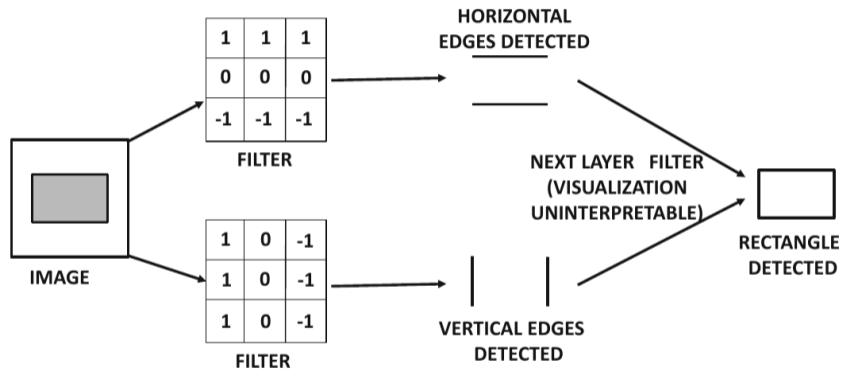 1 1 1
0 0 0
-1 -1 -1
FILTER
HORIZONTAL
EDGES DETECTED
IMAGE
NEXT LAYER FILTER
(VISUALIZATION
UNINTERPRETABLE)
RECTANGLE
DETECTED
1 0 -1
1 0 -1
1 0 -1
FILTER
VERTICAL EDGES
DETECTED